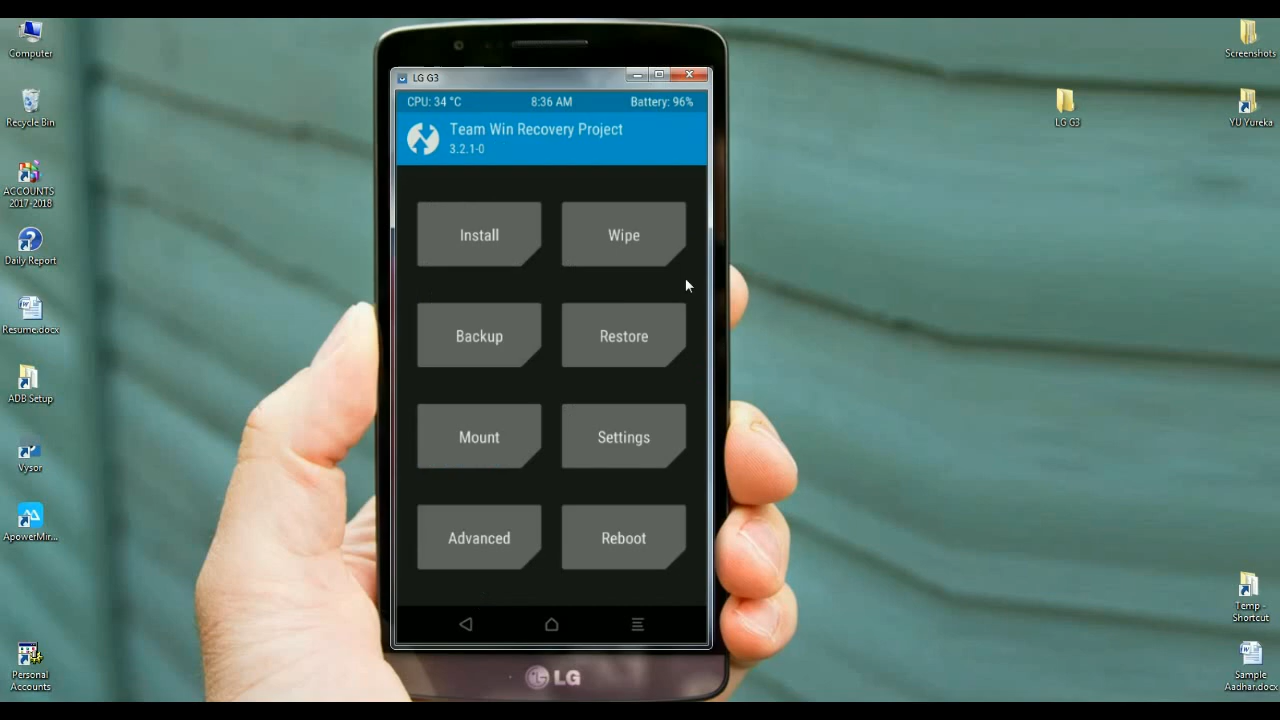 Computer
Recycle Bin
ACCOUNTS
2017-2018
Daily Report
Resume.docx
ADB Setup
Vysor
ApowerMir...
Personal
Accounts
LG G3
CPU: 34 °C
8:36 AM
Battery: 96%
Team Win Recovery Project
3.2.1-0
Install
Wipe
Backup
Restore
Mount
Settings
Advanced
Reboot
LG
LG G3
Screenshots
YU Yureka
Temp -
Shortcut
Sample
Aadhar.docx